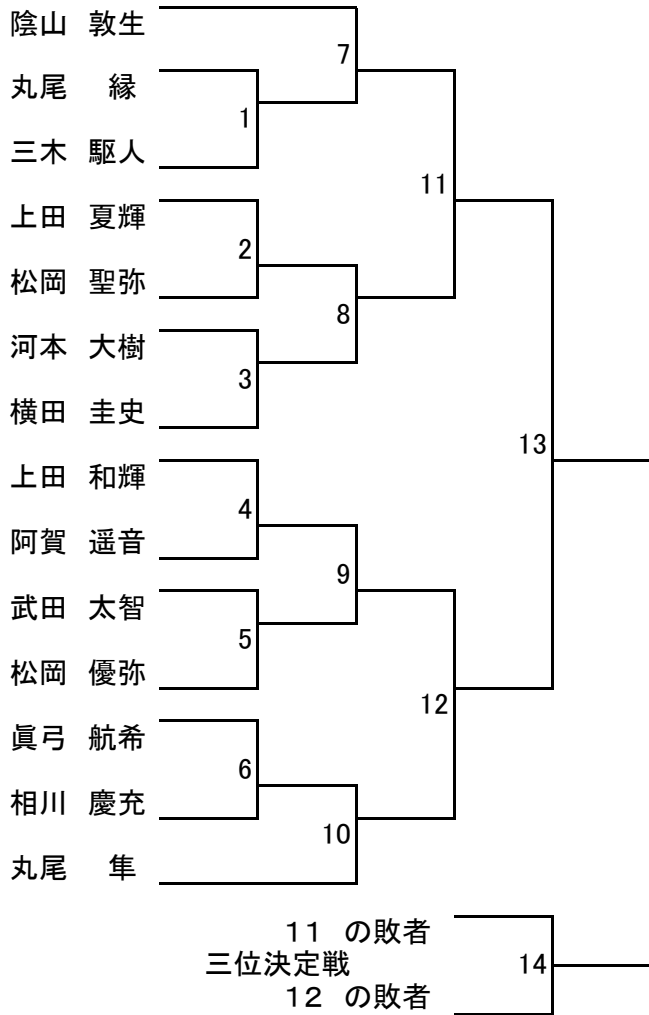 陰山 敦生
7
丸尾 縁
1
三木 駆人
11
上田 夏輝
2
松岡 聖弥
8
河本 大樹
3
横田 圭史
13
上田 和輝
4
阿賀 遥音
9
武田 太智
5
松岡 優弥
12
眞弓 航希
6
相川 慶充
10
丸尾 隼
11 の敗者
三位決定戦 14
12 の敗者